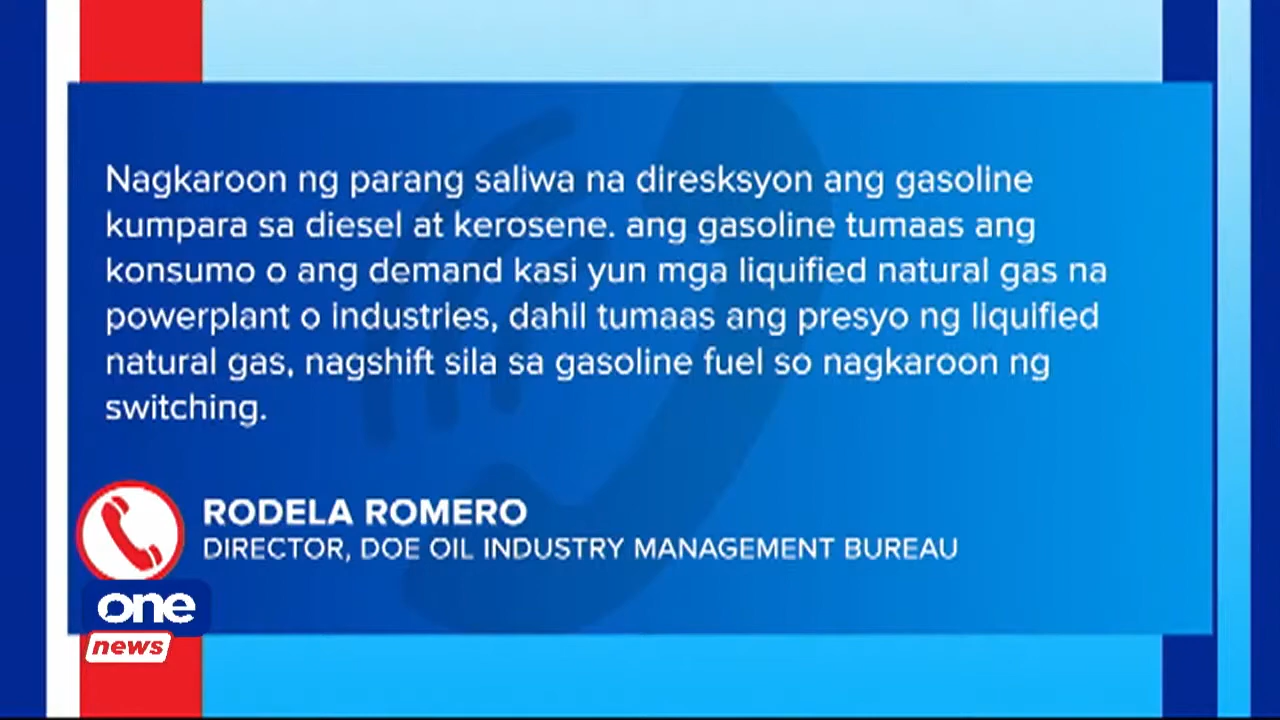 Nagkaroon ng parang saliwa na diresksyon ang gasoline
kumpara sa diesel at kerosene. ang gasoline tumaas ang
konsumo o ang demand kasi yun mga liquified natural gas na
powerplant o industries, dahil tumaas ang presyo ng liquified
natural gas, nagshift sila sa gasoline fuel so nagkaroon ng
switching.
RODELA ROMERO
DIRECTOR, DOE OIL INDUSTRY MANAGEMENT BUREAU
one
news